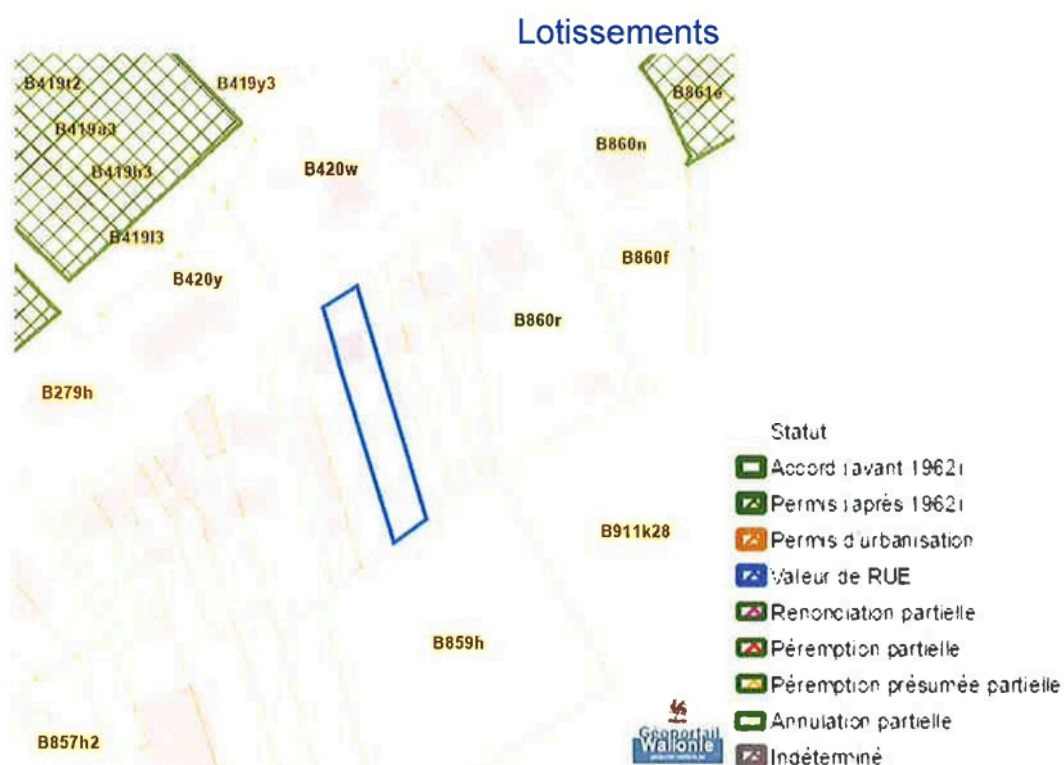 Lotissements
B419t2
B419y3
B861e
B419a3
B860n
B420w
B419h3
B419l3
B860f
B420y
B860r
B279h
Statut
Accord (avant 1962)
Permis (après 1962)
B911k28
Permis d'urbanisation
Valeur de RUE
Renonciation partielle
B859h
Péremption partielle
Péremption présumée partielle
Annulation partielle
B857h2
Géoportail
Wallonie
Indéterminé